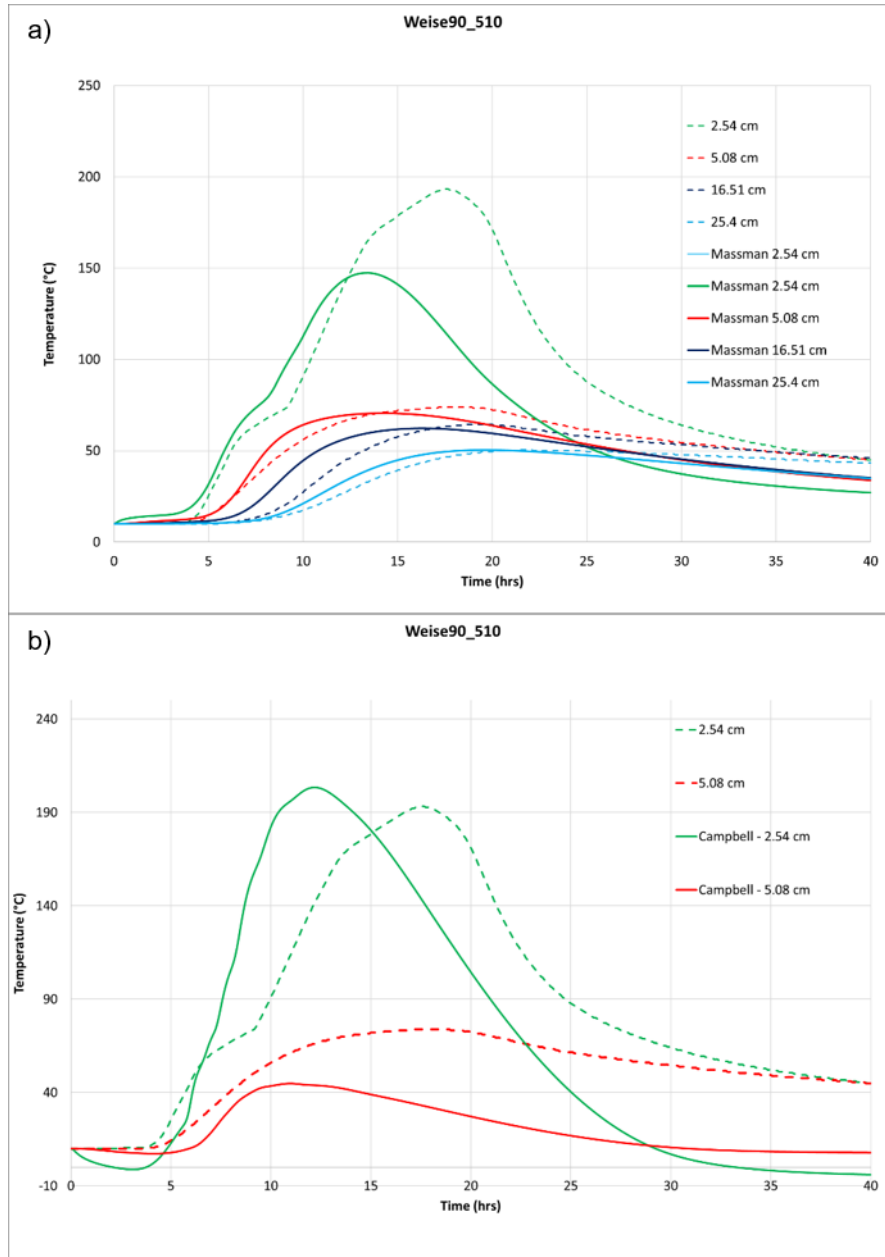 a)
Weise90_510
250
200
150
100
50
0
Temperature (°C)
2.54 cm
5.08 cm
16.51 cm
25.4 cm
Massman 2.54 cm
Massman 2.54 cm
Massman 5.08 cm
Massman 16.51 cm
Massman 25.4 cm
0 5 10 15 20 25 30 35 40
Time (hrs)
b)
Weise90_510
240
190
140
90
40
-10
Temperature (°C)
2.54 cm
5.08 cm
Campbell - 2.54 cm
Campbell - 5.08 cm
0 5 10 15 20 25 30 35 40
Time (hrs)